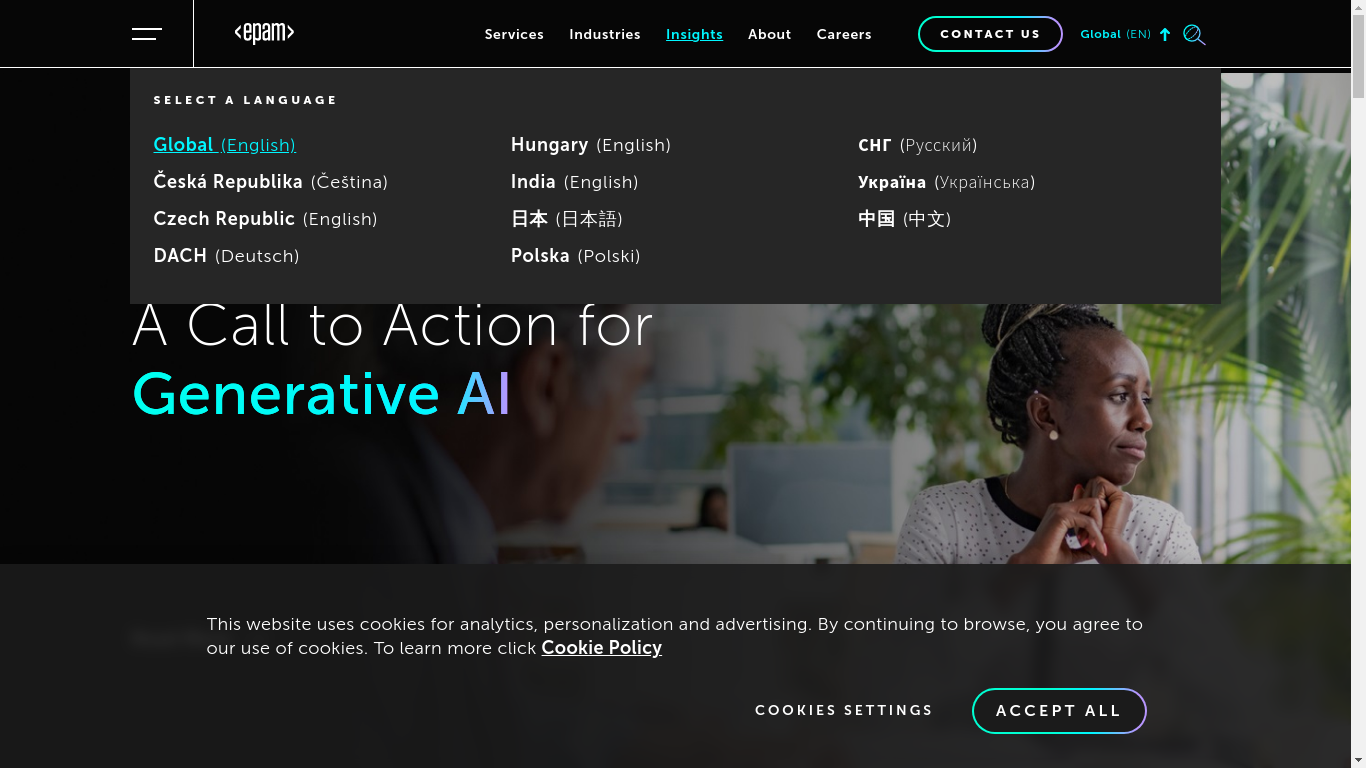 <epam>
Services Industries Insights About Careers CONTACT US Global (EN)
SELECT A LANGUAGE
Global (English)
Česká Republika (Čeština)
Czech Republic (English)
DACH (Deutsch)
Hungary (English)
India (English)
日本 (日本語)
Polska (Polski)
СНГ (Русский)
Україна (Українська)
中国 (中文)
A Call to Action for
Generative AI
This website uses cookies for analytics, personalization and advertising. By continuing to browse, you agree to
our use of cookies. To learn more click Cookie Policy
COOKIES SETTINGS ACCEPT ALL